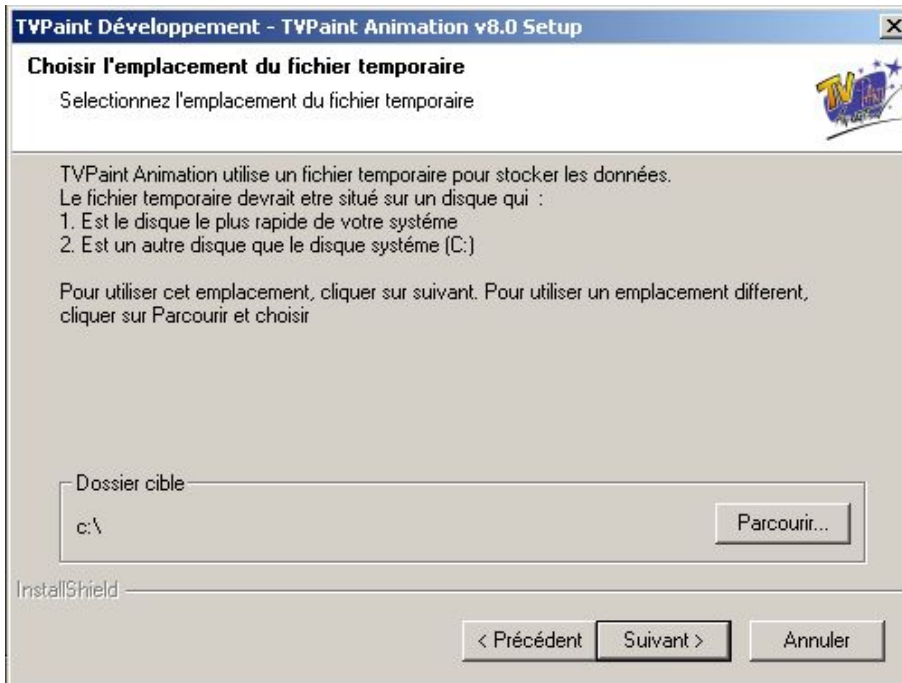 TVPaint Développement - TVPaint Animation v8.0 Setup
Choisir l'emplacement du fichier temporaire
Selectionnez l'emplacement du fichier temporaire
TV Paint
TVPaint Animation utilise un fichier temporaire pour stocker les données.
Le fichier temporaire devrait etre situé sur un disque qui :
1. Est le disque le plus rapide de votre systéme
2. Est un autre disque que le disque systéme (C:)
Pour utiliser cet emplacement, cliquer sur suivant. Pour utiliser un emplacement different,
cliquer sur Parcourir et choisir
Dossier cible
c:\
Parcourir...
InstallShield
< Précédent
Suivant >
Annuler